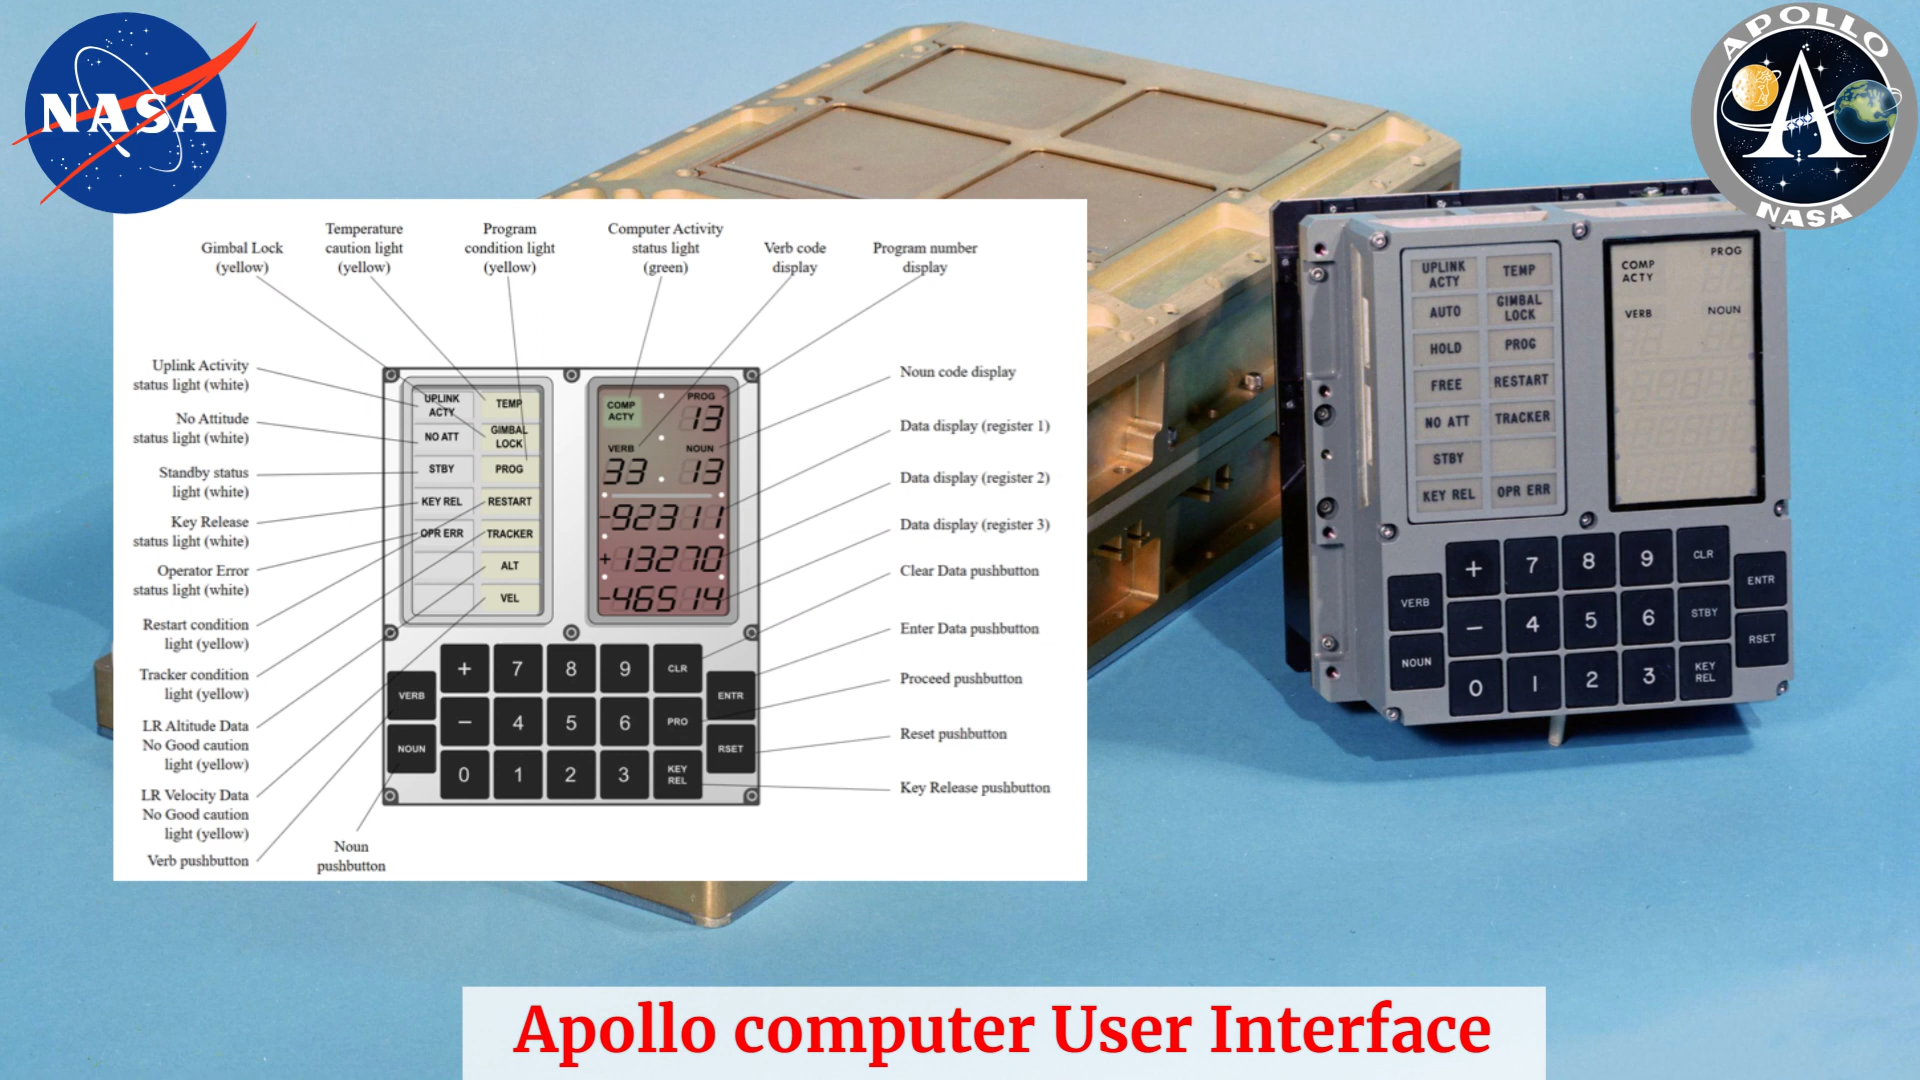 NASA
APOLLO
NASA
Gimbal Lock
(yellow)
Temperature
caution light
(yellow)
Program
condition light
(yellow)
Computer Activity
status light
(green)
Verb code
display
Program number
display
Uplink Activity
status light (white)
No Attitude
status light (white)
Standby status
light (white)
Key Release
status light (white)
Operator Error
status light (white)
Restart condition
light (yellow)
Tracker condition
light (yellow)
LR Altitude Data
No Good caution
light (yellow)
LR Velocity Data
No Good caution
light (yellow)
Verb pushbutton
Noun
pushbutton
UPLINK
ACTY
TEMP
NO ATT
GIMBAL
LOCK
STBY
PROG
KEY REL
RESTART
OPR ERR
TRACKER
ALT
VEL
COMP
ACTY
PROG
13
VERB
NOUN
33
13
-92311
+13270
-46514
VERB
NOUN
+
7
8
9
CLR
-
4
5
6
PRO
0
1
2
3
KEY
REL
ENTR
RSET
Noun code display
Data display (register 1)
Data display (register 2)
Data display (register 3)
Clear Data pushbutton
Enter Data pushbutton
Proceed pushbutton
Reset pushbutton
Key Release pushbutton
UPLINK
ACTY
TEMP
AUTO
GIMBAL
LOCK
HOLD
PROG
FREE
RESTART
NO ATT
TRACKER
STBY
KEY REL
OPR ERR
COMP
ACTY
PROG
VERB
NOUN
VERB
NOUN
+
7
8
9
CLR
-
4
5
6
STBY
0
1
2
3
KEY
REL
ENTR
RSET
Apollo computer User Interface